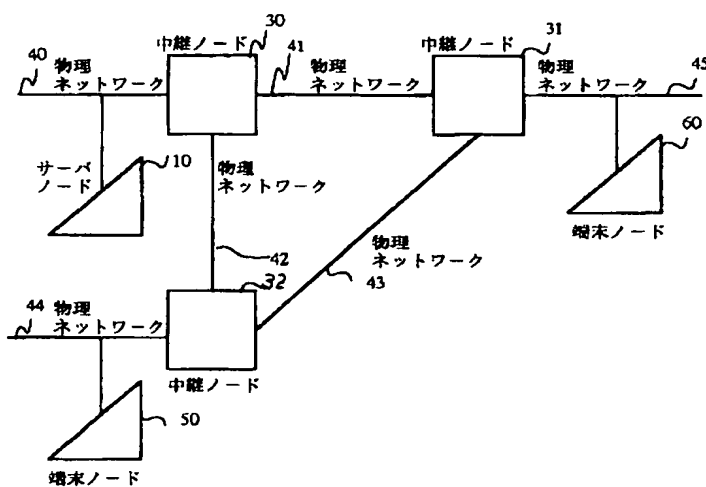 30
31
中継ノード
41
中継ノード
40
物理
ネットワーク
物理
ネットワーク
物理
ネットワーク
45
サーバ
ノード
10
物理
ネットワーク
60
端末ノード
42
32
物理
ネットワーク
43
44
物理
ネットワーク
中継ノード
50
端末ノード